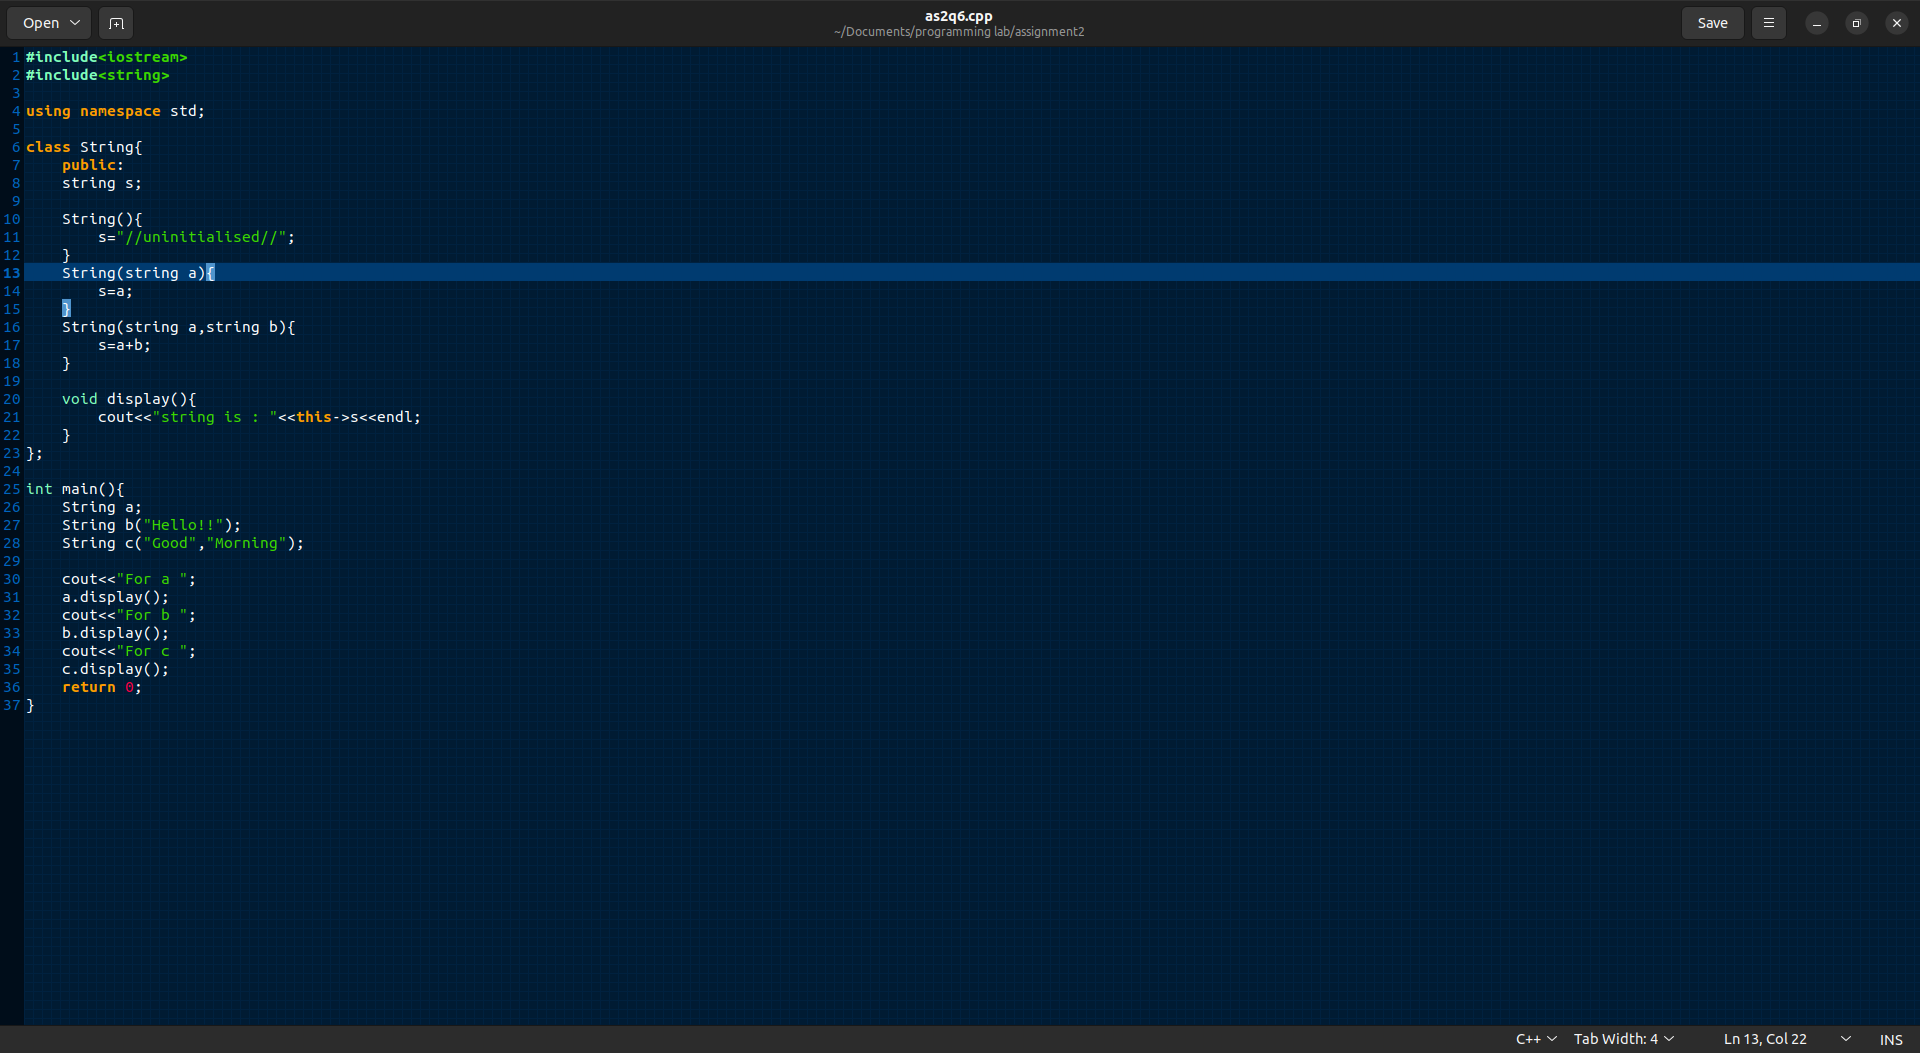 Open
as2q6.cpp
~/Documents/programming lab/assignment2
Save
1 #include<iostream>
2 #include<string>
3
4 using namespace std;
5
6 class String{
7     public:
8     string s;
9
10     String(){
11         s="//uninitialised//";
12     }
13     String(string a){
14         s=a;
15     }
16     String(string a,string b){
17         s=a+b;
18     }
19
20     void display(){
21         cout<<"string is : "<<this->s<<endl;
22     }
23 };
24
25 int main(){
26     String a;
27     String b("Hello!!");
28     String c("Good","Morning");
29
30     cout<<"For a ";
31     a.display();
32     cout<<"For b ";
33     b.display();
34     cout<<"For c ";
35     c.display();
36     return 0;
37 }
C++ Tab Width: 4 Ln 13, Col 22 INS